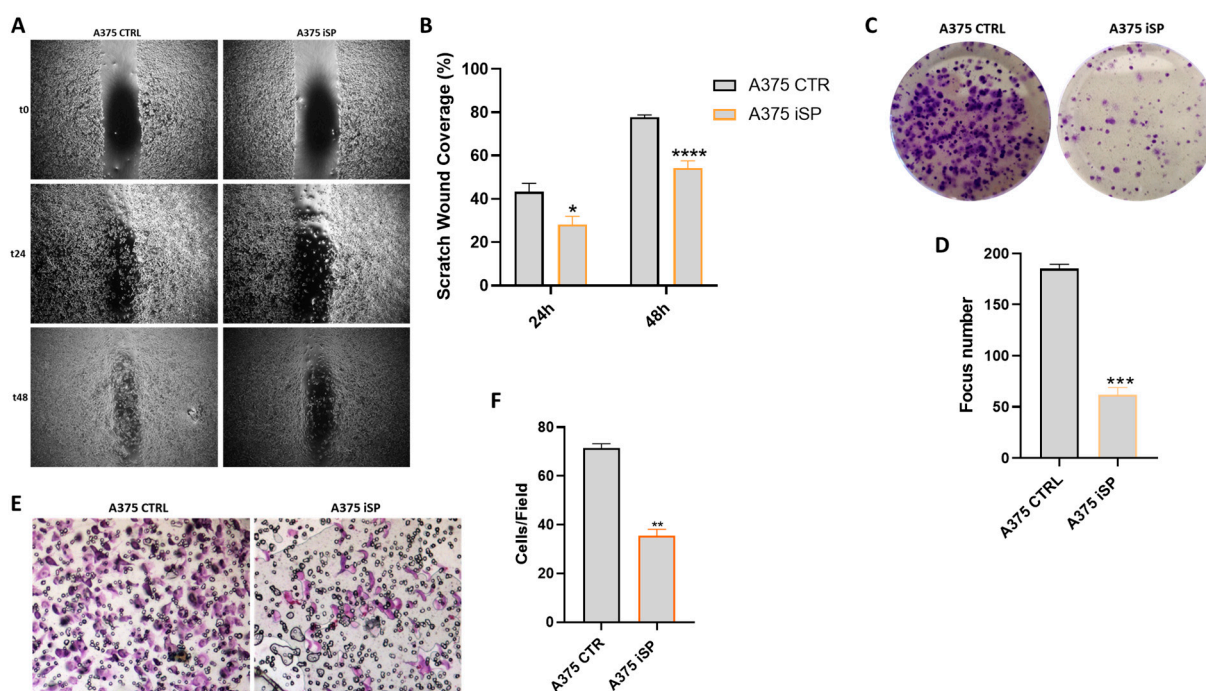 A
A375 CTRL
A375 iSP
t0
t24
t48
B
Scratch Wound Coverage (%)
100
80
60
40
20
0
*
****
24h
48h
A375 CTR
A375 iSP
C
A375 CTRL
A375 iSP
D
Focus number
200
150
100
50
0
***
A375 CTRL
A375 iSP
E
A375 CTRL
A375 iSP
F
Cells/Field
80
60
40
20
0
**
A375 CTR
A375 iSP